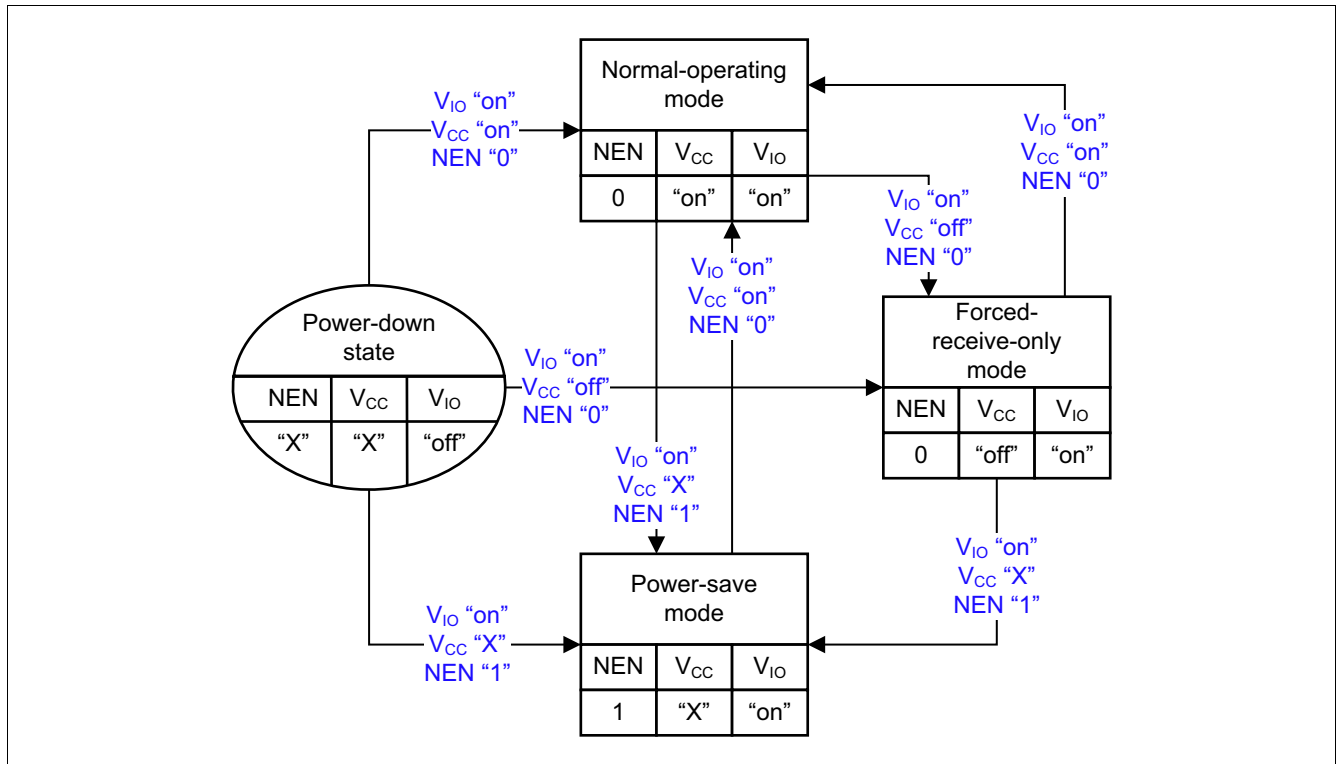 Normal-operating
mode
NEN V_CC V_IO
0 “on” “on”
V_IO “on”
V_CC “on”
NEN “0”
V_IO “on”
V_CC “on”
NEN “0”
V_IO “on”
V_CC “off”
NEN “0”
V_IO “on”
V_CC “on”
NEN “0”
Power-down
state
NEN V_CC V_IO
“X” “X” “off”
V_IO “on”
V_CC “off”
NEN “0”
Forced-
receive-only
mode
NEN V_CC V_IO
0 “off” “on”
V_IO “on”
V_CC “X”
NEN “1”
V_IO “on”
V_CC “X”
NEN “1”
V_IO “on”
V_CC “X”
NEN “1”
Power-save
mode
NEN V_CC V_IO
1 “X” “on”